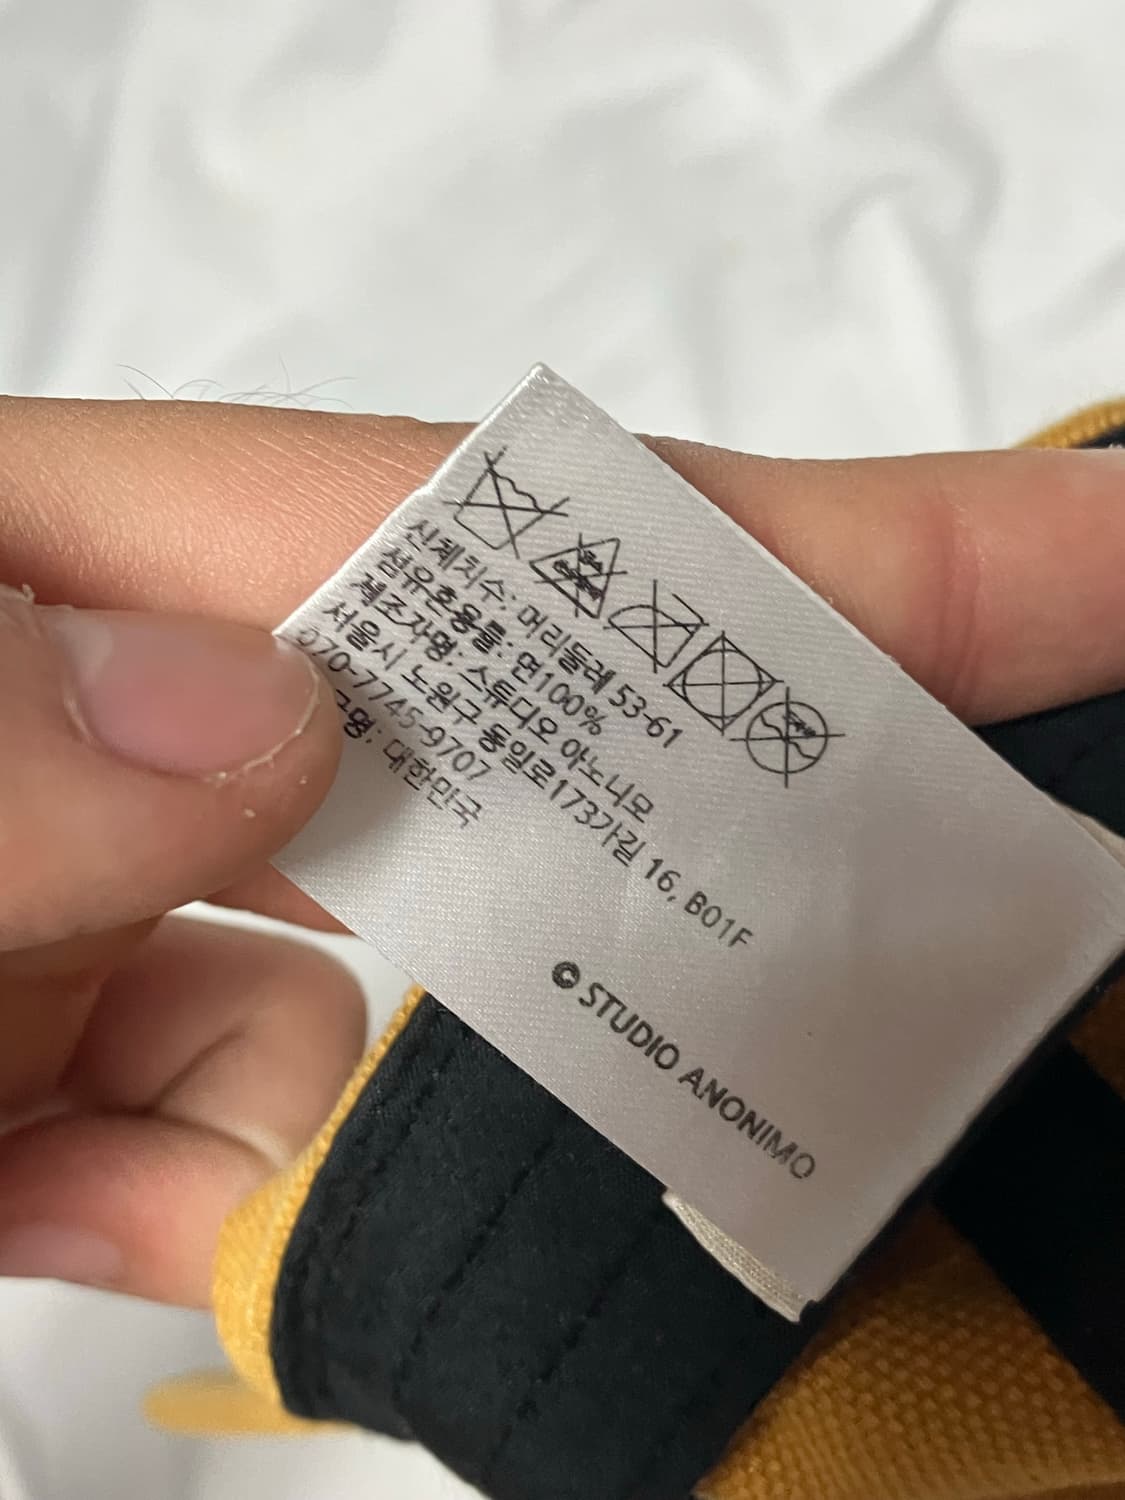 신체치수: 머리둘레 53-61
섬유혼용률: 면100%
제조자명: 스튜디오 아노니모
서울시 노원구 동일로173가길 16, B01F
070-7745-9707
명: 대한민국
© STUDIO ANONIMO